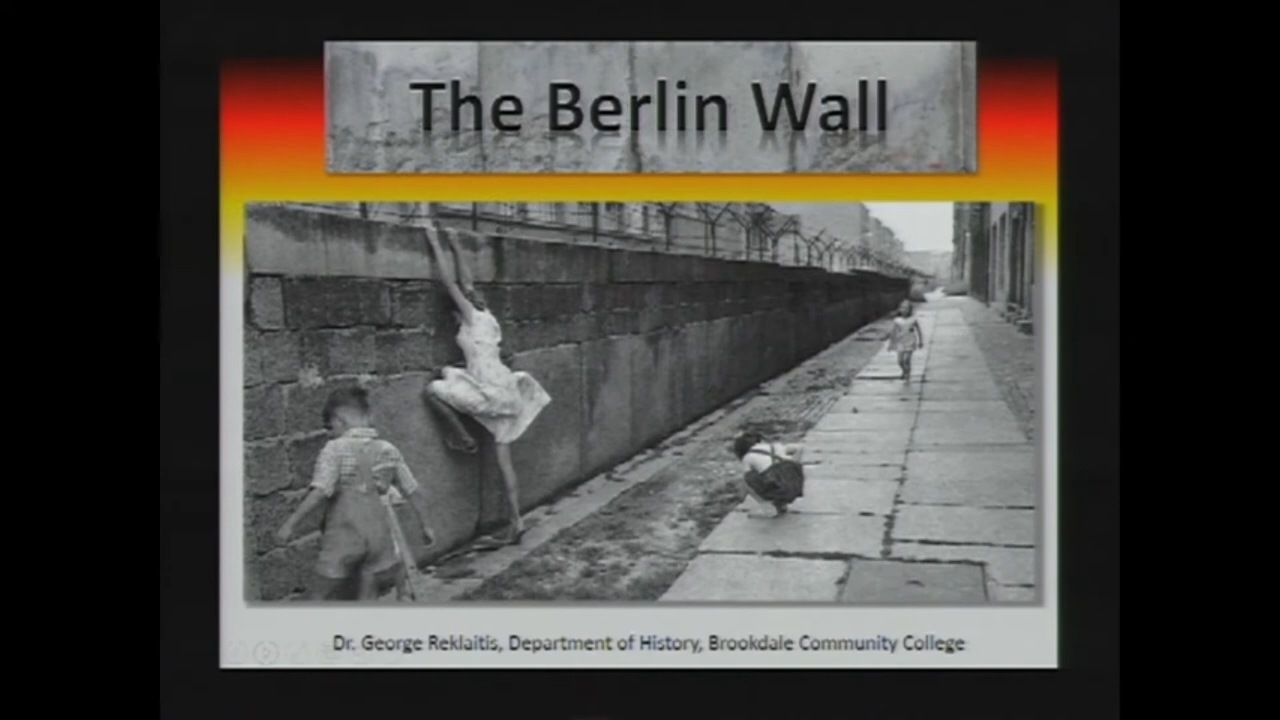 The Berlin Wall
Dr. George Reklaitis, Department of History, Brookdale Community College